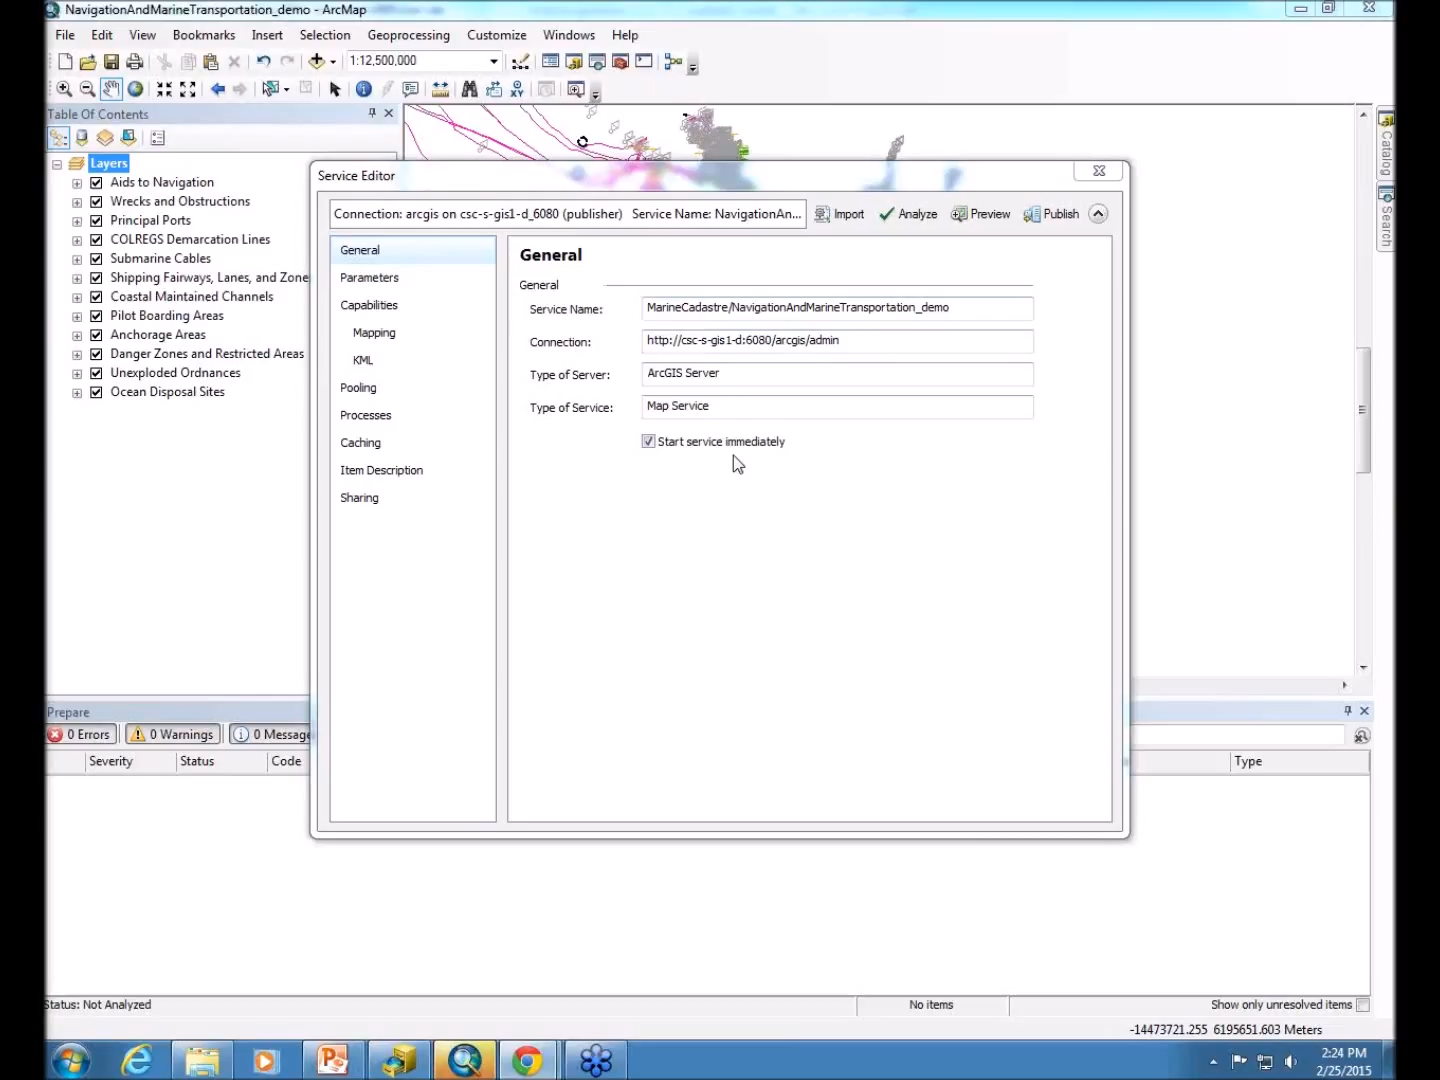 NavigationAndMarineTransportation_demo - ArcMap
File Edit View Bookmarks Insert Selection Geoprocessing Customize Windows Help
1:12,500,000
Table Of Contents
Layers
Aids to Navigation
Wrecks and Obstructions
Principal Ports
COLREGS Demarcation Lines
Submarine Cables
Shipping Fairways, Lanes, and Zone
Coastal Maintained Channels
Pilot Boarding Areas
Anchorage Areas
Danger Zones and Restricted Areas
Unexploded Ordnances
Ocean Disposal Sites
Catalog
Search
Service Editor
Connection: arcgis on csc-s-gis1-d_6080 (publisher) Service Name: NavigationAn... Import Analyze Preview Publish
General
Parameters
Capabilities
Mapping
KML
Pooling
Processes
Caching
Item Description
Sharing
General
General
Service Name: MarineCadastre/NavigationAndMarineTransportation_demo
Connection: http://csc-s-gis1-d:6080/arcgis/admin
Type of Server: ArcGIS Server
Type of Service: Map Service
Start service immediately
Prepare
0 Errors 0 Warnings 0 Message
Severity Status Code Type
Status: Not Analyzed No items Show only unresolved items
-14473721.255 6195651.603 Meters
2:24 PM
2/25/2015